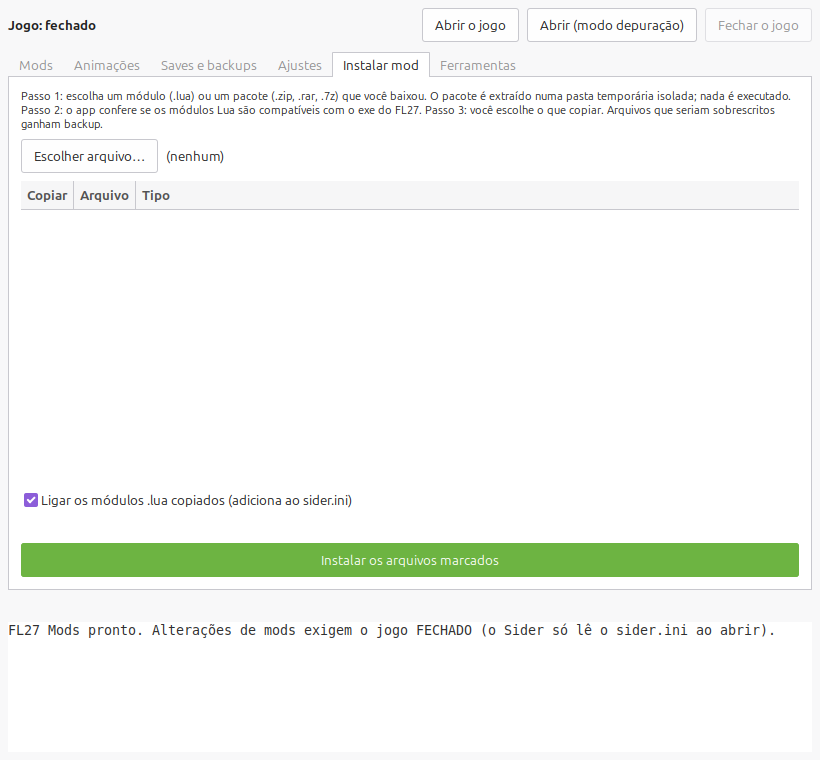 Jogo: fechado
Abrir o jogo
Abrir (modo depuração)
Fechar o jogo
Mods
Animações
Saves e backups
Ajustes
Instalar mod
Ferramentas
Passo 1: escolha um módulo (.lua) ou um pacote (.zip, .rar, .7z) que você baixou. O pacote é extraído numa pasta temporária isolada; nada é executado.
Passo 2: o app confere se os módulos Lua são compatíveis com o exe do FL27. Passo 3: você escolhe o que copiar. Arquivos que seriam sobrescritos
ganham backup.
Escolher arquivo…
(nenhum)
Copiar
Arquivo
Tipo
Ligar os módulos .lua copiados (adiciona ao sider.ini)
Instalar os arquivos marcados
FL27 Mods pronto. Alterações de mods exigem o jogo FECHADO (o Sider só lê o sider.ini ao abrir).